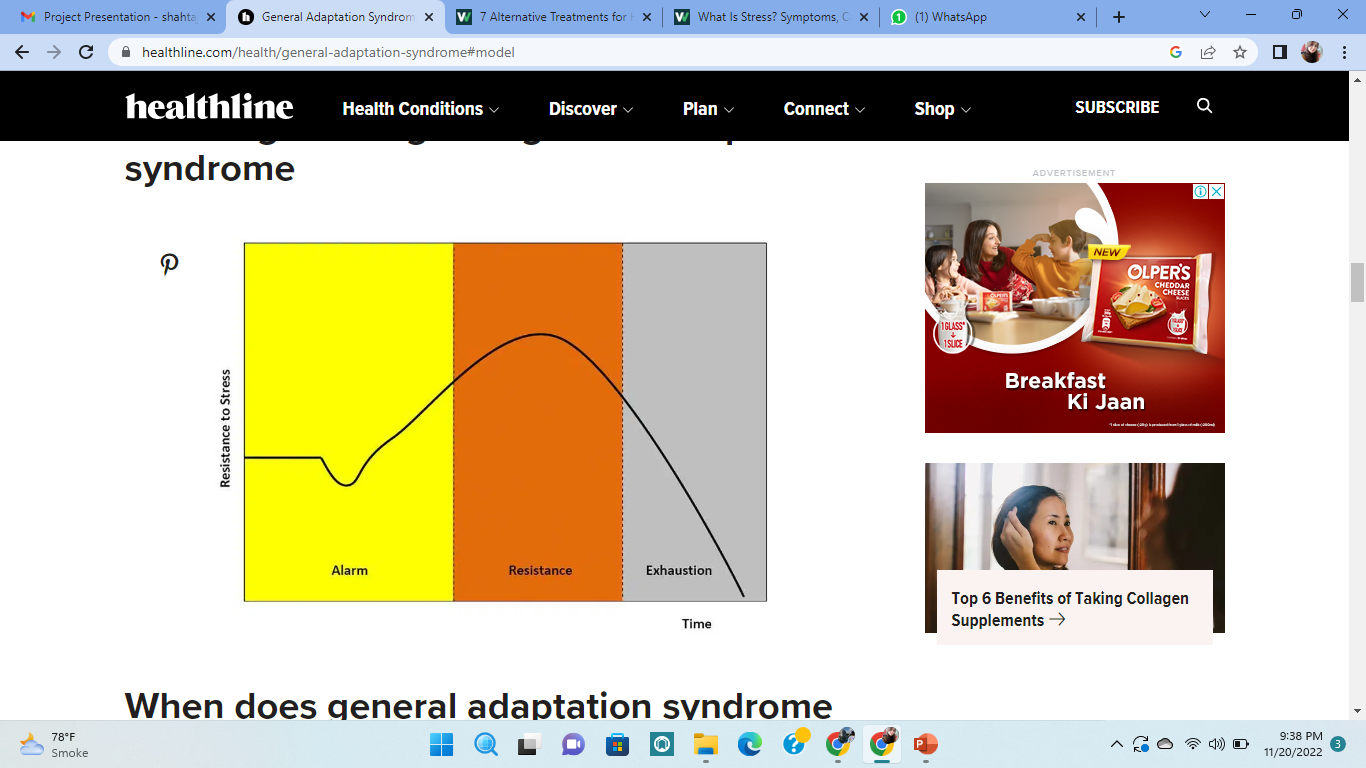 Project Presentation - shahta
General Adaptation Syndrom
7 Alternative Treatments for
What Is Stress? Symptoms, C
(1) WhatsApp
healthline.com/health/general-adaptation-syndrome#model
healthline
Health Conditions
Discover
Plan
Connect
Shop
SUBSCRIBE
syndrome
ADVERTISEMENT
NEW
OLPER'S
CHEDDAR
CHEESE
SLICES
OLPER'S
1 GLASS*
1 SLICE
Breakfast
Ki Jaan
Resistance to Stress
Alarm
Resistance
Exhaustion
Time
Top 6 Benefits of Taking Collagen
Supplements →
When does general adaptation syndrome
78°F
Smoke
9:38 PM
11/20/2022
3